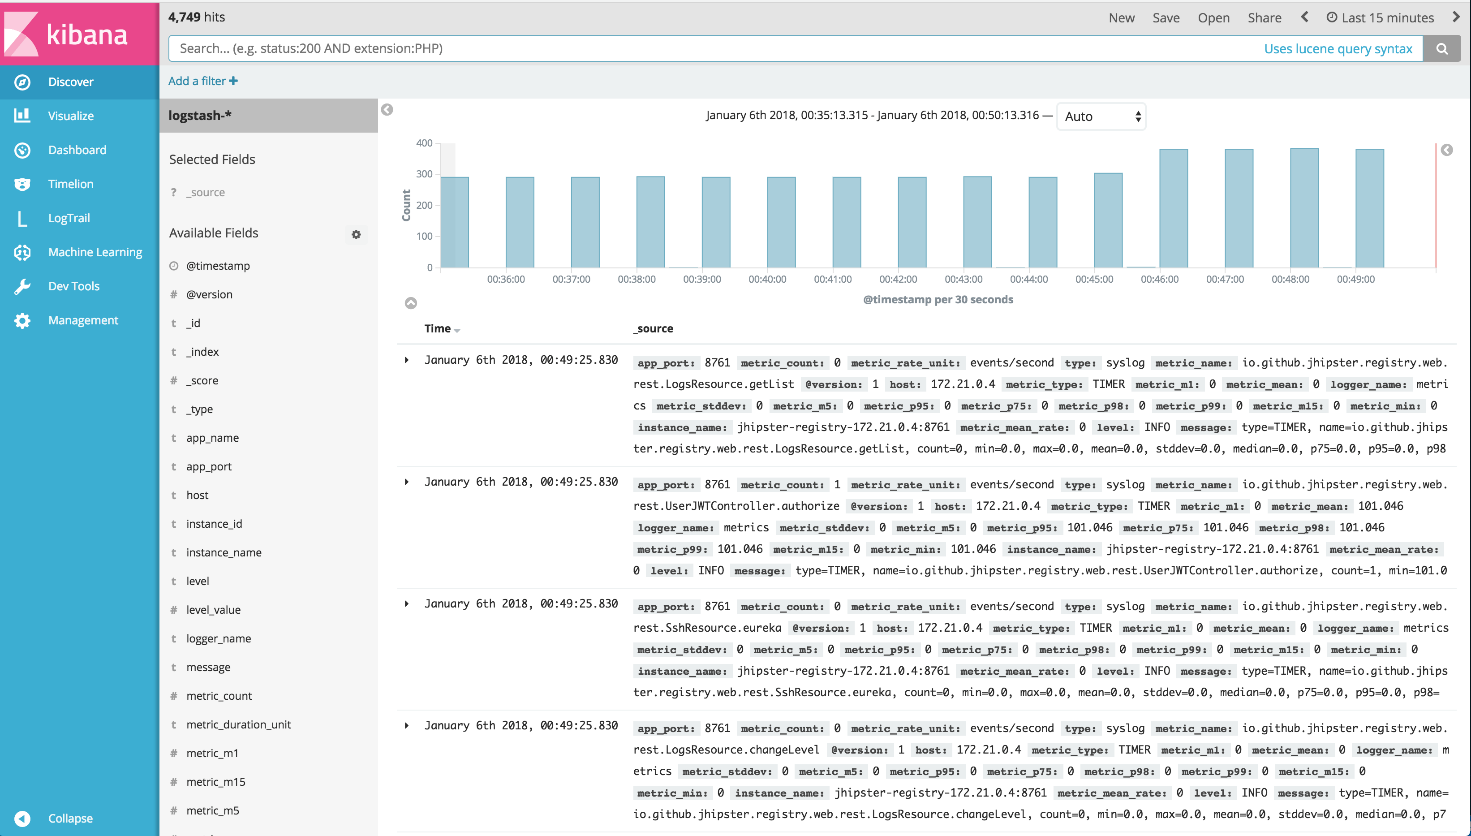 4,749 hits
New Save Open Share Last 15 minutes
kibana
Search... (e.g. status:200 AND extension:PHP) Uses lucene query syntax
Add a filter +
Discover
Visualize
Dashboard
Timelion
L LogTrail
Machine Learning
Dev Tools
Management
Collapse
logstash-*
Selected Fields
? _source
Available Fields
@timestamp
# @version
t _id
t _index
# _score
t _type
t app_name
t app_port
t host
t instance_id
t instance_name
t level
# level_value
t logger_name
t message
# metric_count
t metric_duration_unit
# metric_m1
# metric_m15
# metric_m5
January 6th 2018, 00:35:13.315 - January 6th 2018, 00:50:13.316 — Auto
Count
400
300
200
100
0
00:36:00 00:37:00 00:38:00 00:39:00 00:40:00 00:41:00 00:42:00 00:43:00 00:44:00 00:45:00 00:46:00 00:47:00 00:48:00 00:49:00
@timestamp per 30 seconds
Time _source
January 6th 2018, 00:49:25.830 app_port: 8761 metric_count: 0 metric_rate_unit: events/second type: syslog metric_name: io.github.jhipster.registry.web.
rest.LogsResource.getList @version: 1 host: 172.21.0.4 metric_type: TIMER metric_m1: 0 metric_mean: 0 logger_name: metri
cs metric_stddev: 0 metric_m5: 0 metric_p95: 0 metric_p75: 0 metric_p98: 0 metric_p99: 0 metric_m15: 0 metric_min: 0
instance_name: jhipster-registry-172.21.0.4:8761 metric_mean_rate: 0 level: INFO message: type=TIMER, name=io.github.jhips
ter.registry.web.rest.LogsResource.getList, count=0, min=0.0, max=0.0, mean=0.0, stddev=0.0, median=0.0, p75=0.0, p95=0.0, p98
January 6th 2018, 00:49:25.830 app_port: 8761 metric_count: 1 metric_rate_unit: events/second type: syslog metric_name: io.github.jhipster.registry.web.
rest.UserJWTController.authorize @version: 1 host: 172.21.0.4 metric_type: TIMER metric_m1: 0 metric_mean: 101.046
logger_name: metrics metric_stddev: 0 metric_m5: 0 metric_p95: 101.046 metric_p75: 101.046 metric_p98: 101.046
metric_p99: 101.046 metric_m15: 0 metric_min: 101.046 instance_name: jhipster-registry-172.21.0.4:8761 metric_mean_rate:
0 level: INFO message: type=TIMER, name=io.github.jhipster.registry.web.rest.UserJWTController.authorize, count=1, min=101.0
January 6th 2018, 00:49:25.830 app_port: 8761 metric_count: 0 metric_rate_unit: events/second type: syslog metric_name: io.github.jhipster.registry.web.
rest.SshResource.eureka @version: 1 host: 172.21.0.4 metric_type: TIMER metric_m1: 0 metric_mean: 0 logger_name: metrics
metric_stddev: 0 metric_m5: 0 metric_p95: 0 metric_p75: 0 metric_p98: 0 metric_p99: 0 metric_m15: 0 metric_min: 0
instance_name: jhipster-registry-172.21.0.4:8761 metric_mean_rate: 0 level: INFO message: type=TIMER, name=io.github.jhips
ter.registry.web.rest.SshResource.eureka, count=0, min=0.0, max=0.0, mean=0.0, stddev=0.0, median=0.0, p75=0.0, p95=0.0, p98=
January 6th 2018, 00:49:25.830 app_port: 8761 metric_count: 0 metric_rate_unit: events/second type: syslog metric_name: io.github.jhipster.registry.web.
rest.LogsResource.changeLevel @version: 1 host: 172.21.0.4 metric_type: TIMER metric_m1: 0 metric_mean: 0 logger_name: m
etrics metric_stddev: 0 metric_m5: 0 metric_p95: 0 metric_p75: 0 metric_p98: 0 metric_p99: 0 metric_m15: 0
metric_min: 0 instance_name: jhipster-registry-172.21.0.4:8761 metric_mean_rate: 0 level: INFO message: type=TIMER, name=
io.github.jhipster.registry.web.rest.LogsResource.changeLevel, count=0, min=0.0, max=0.0, mean=0.0, stddev=0.0, median=0.0, p7